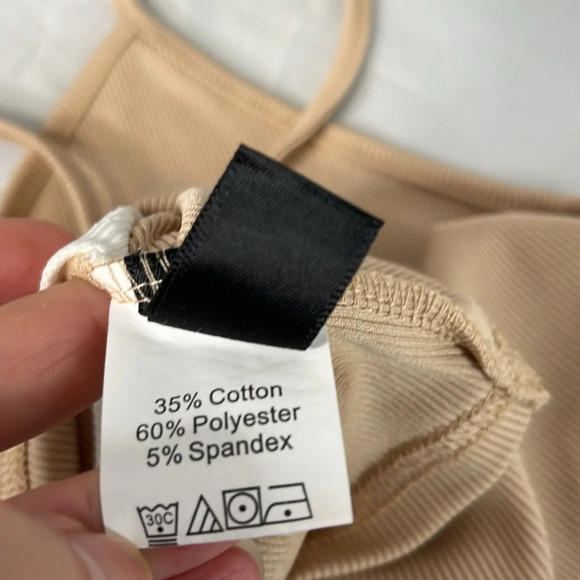 35% Cotton
60% Polyester
5% Spandex
30C